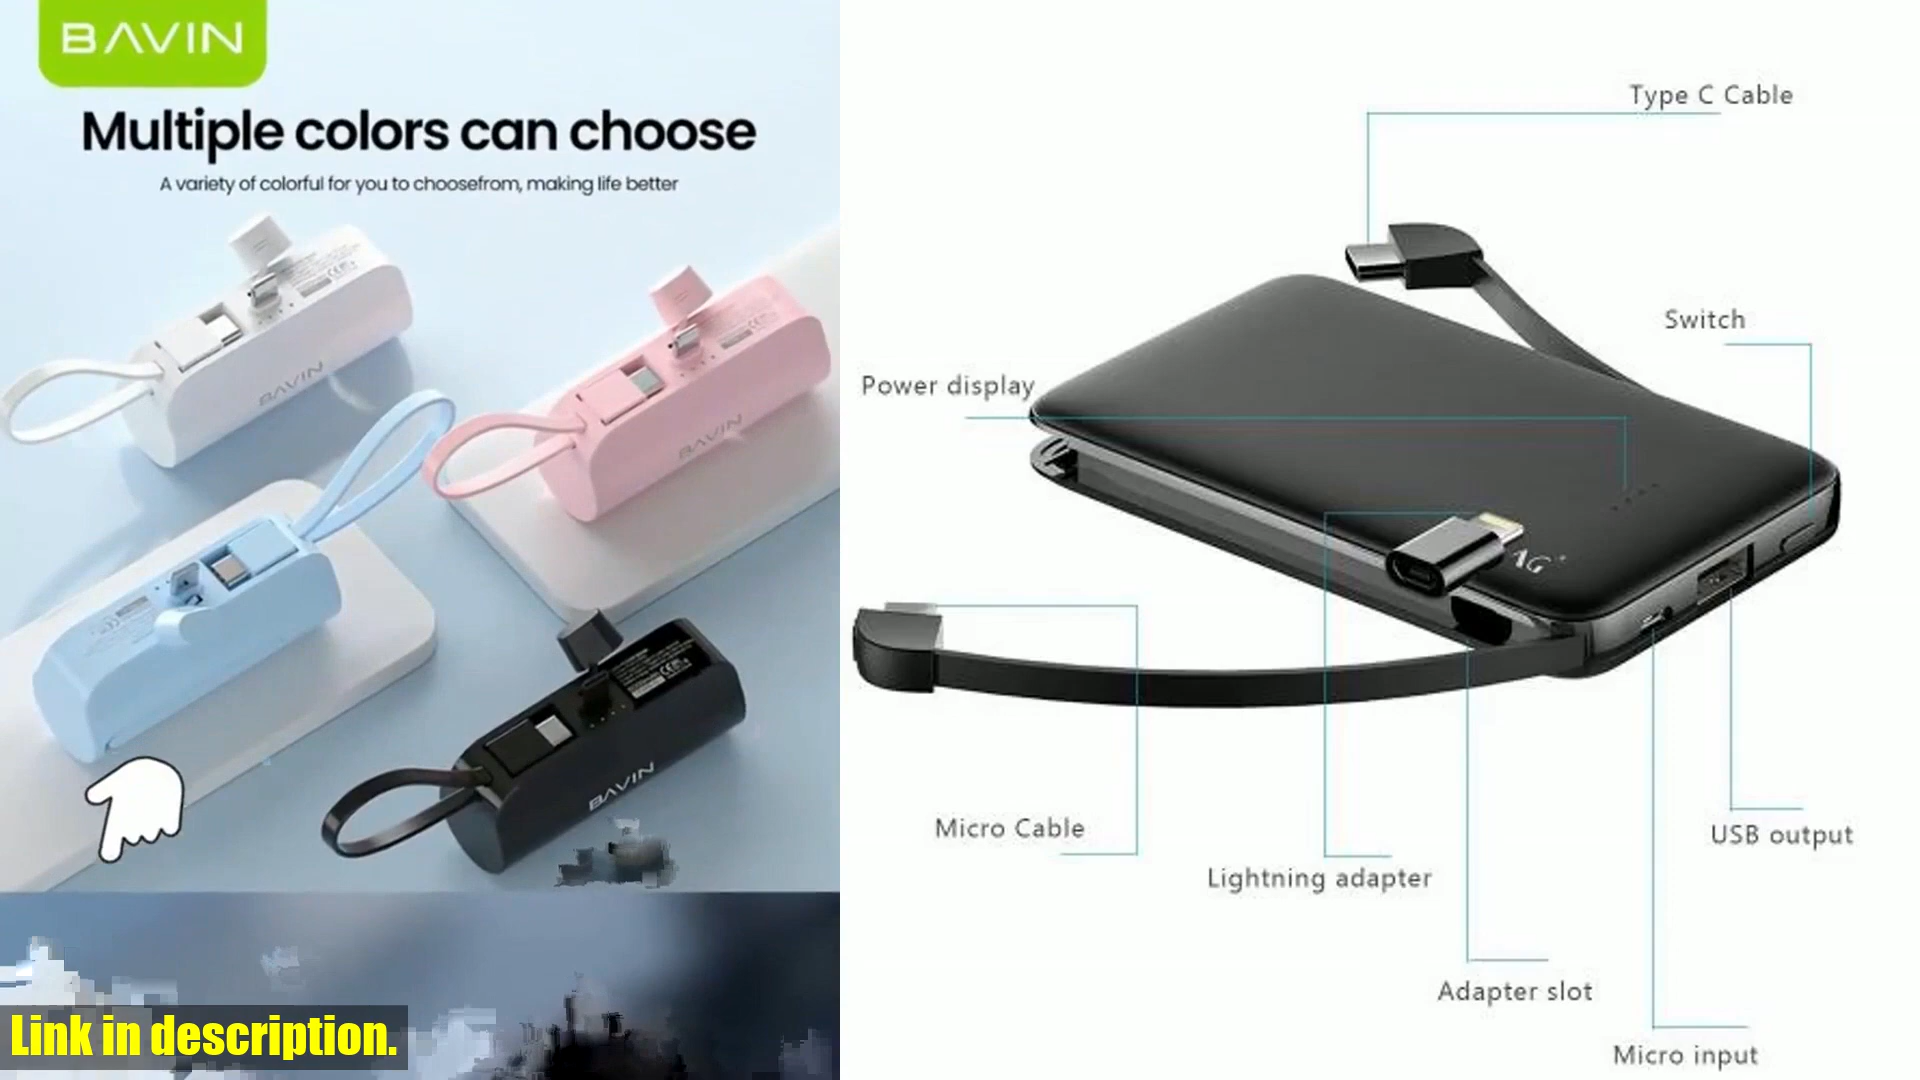 BAVIN
Multiple colors can choose
A variety of colorful for you to choosefrom, making life better
BAVIN
BAVIN
BAVIN
Link in description.
Type C Cable
Switch
Power display
Micro Cable
Lightning adapter
USB output
Adapter slot
Micro input